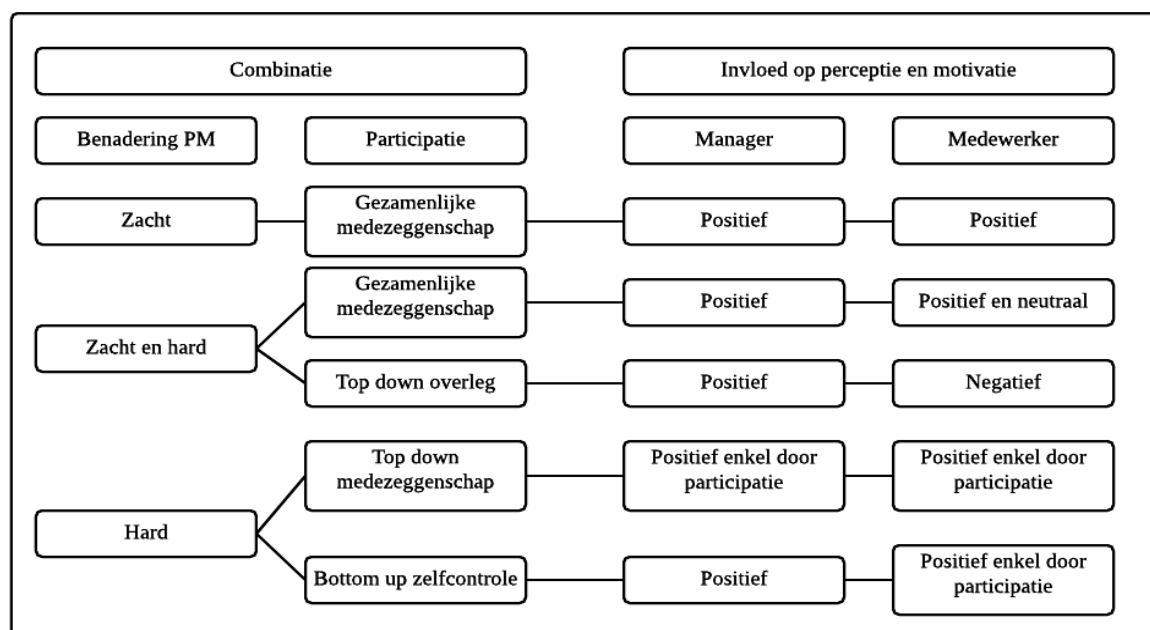 Combinatie
Invloed op perceptie en motivatie
Benadering PM
Participatie
Manager
Medewerker
Zacht
Gezamenlijke
medezeggenschap
Positief
Positief
Zacht en hard
Gezamenlijke
medezeggenschap
Positief
Positief en neutraal
Top down overleg
Positief
Negatief
Hard
Top down
medezeggenschap
Positief enkel door
participatie
Positief enkel door
participatie
Bottom up zelfcontrole
Positief
Positief enkel door
participatie